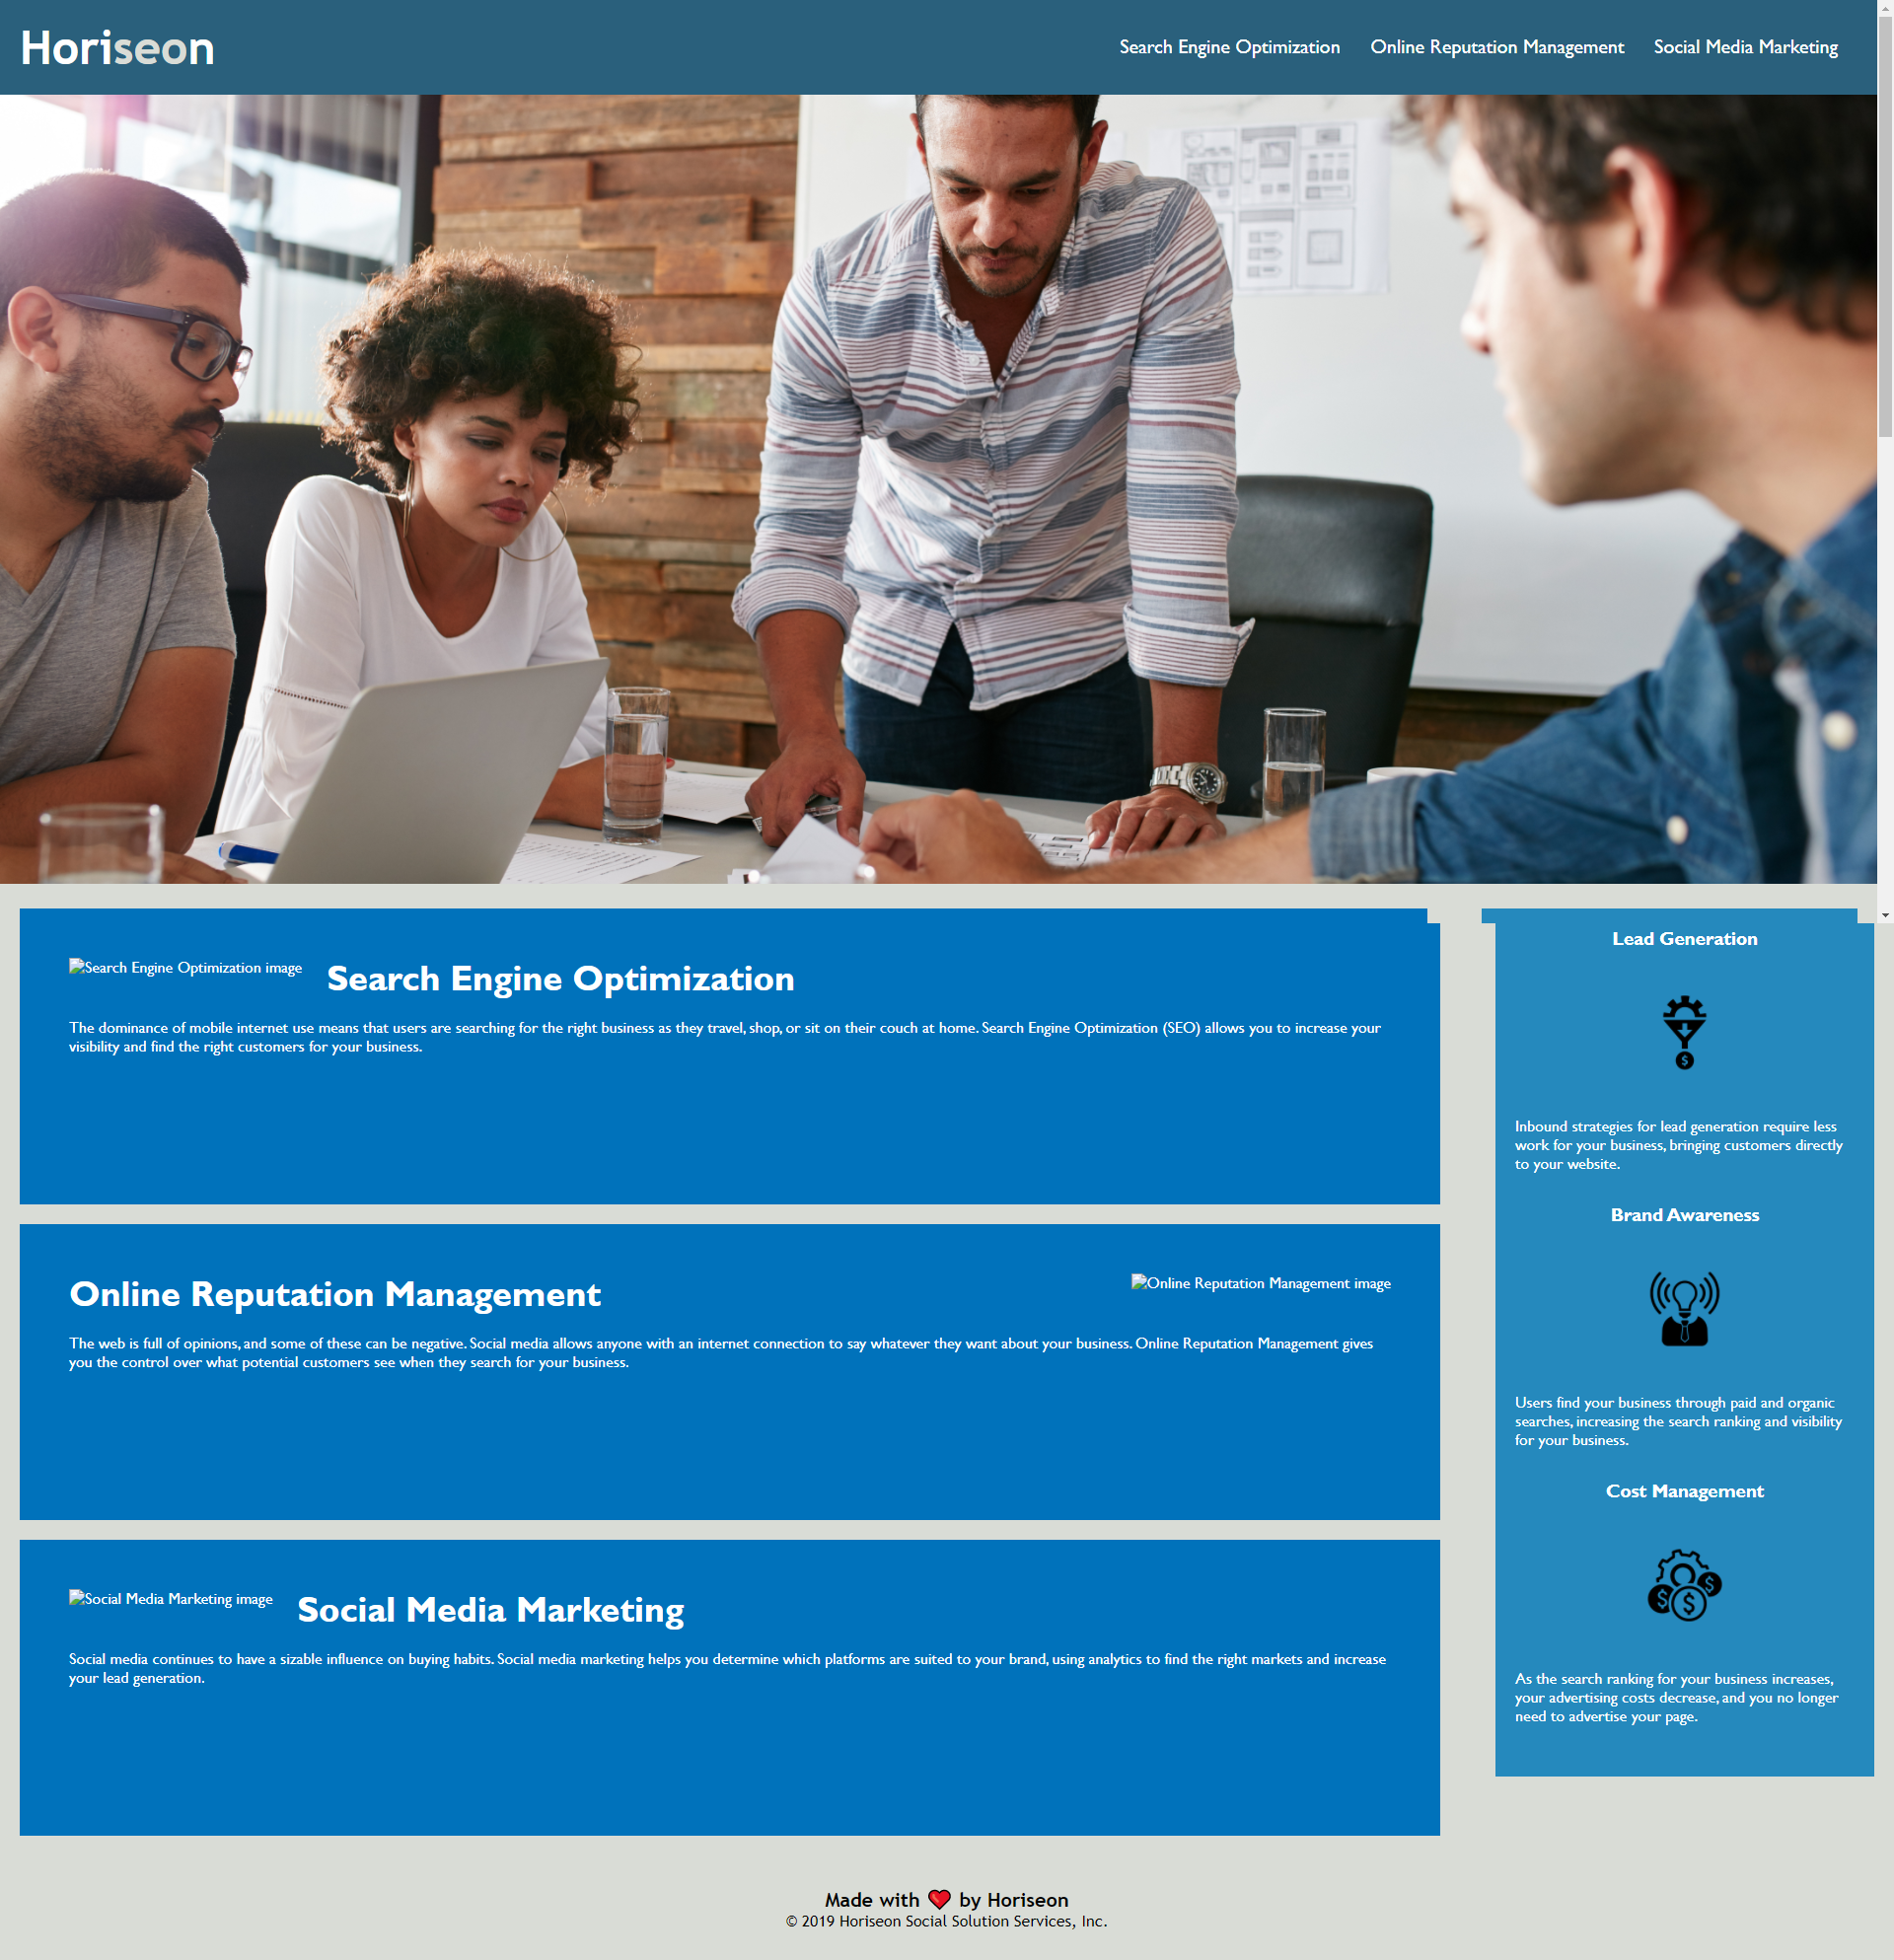 Horiseon
Search Engine Optimization
Online Reputation Management
Social Media Marketing
Search Engine Optimization image
Search Engine Optimization
The dominance of mobile internet use means that users are searching for the right business as they travel, shop, or sit on their couch at home. Search Engine Optimization (SEO) allows you to increase your
visibility and find the right customers for your business.
Online Reputation Management
Online Reputation Management image
The web is full of opinions, and some of these can be negative. Social media allows anyone with an internet connection to say whatever they want about your business. Online Reputation Management gives
you the control over what potential customers see when they search for your business.
Social Media Marketing image
Social Media Marketing
Social media continues to have a sizable influence on buying habits. Social media marketing helps you determine which platforms are suited to your brand, using analytics to find the right markets and increase
your lead generation.
Lead Generation
$
Inbound strategies for lead generation require less
work for your business, bringing customers directly
to your website.
Brand Awareness
Users find your business through paid and organic
searches, increasing the search ranking and visibility
for your business.
Cost Management
$ $ $
As the search ranking for your business increases,
your advertising costs decrease, and you no longer
need to advertise your page.
Made with ❤️ by Horiseon
© 2019 Horiseon Social Solution Services, Inc.